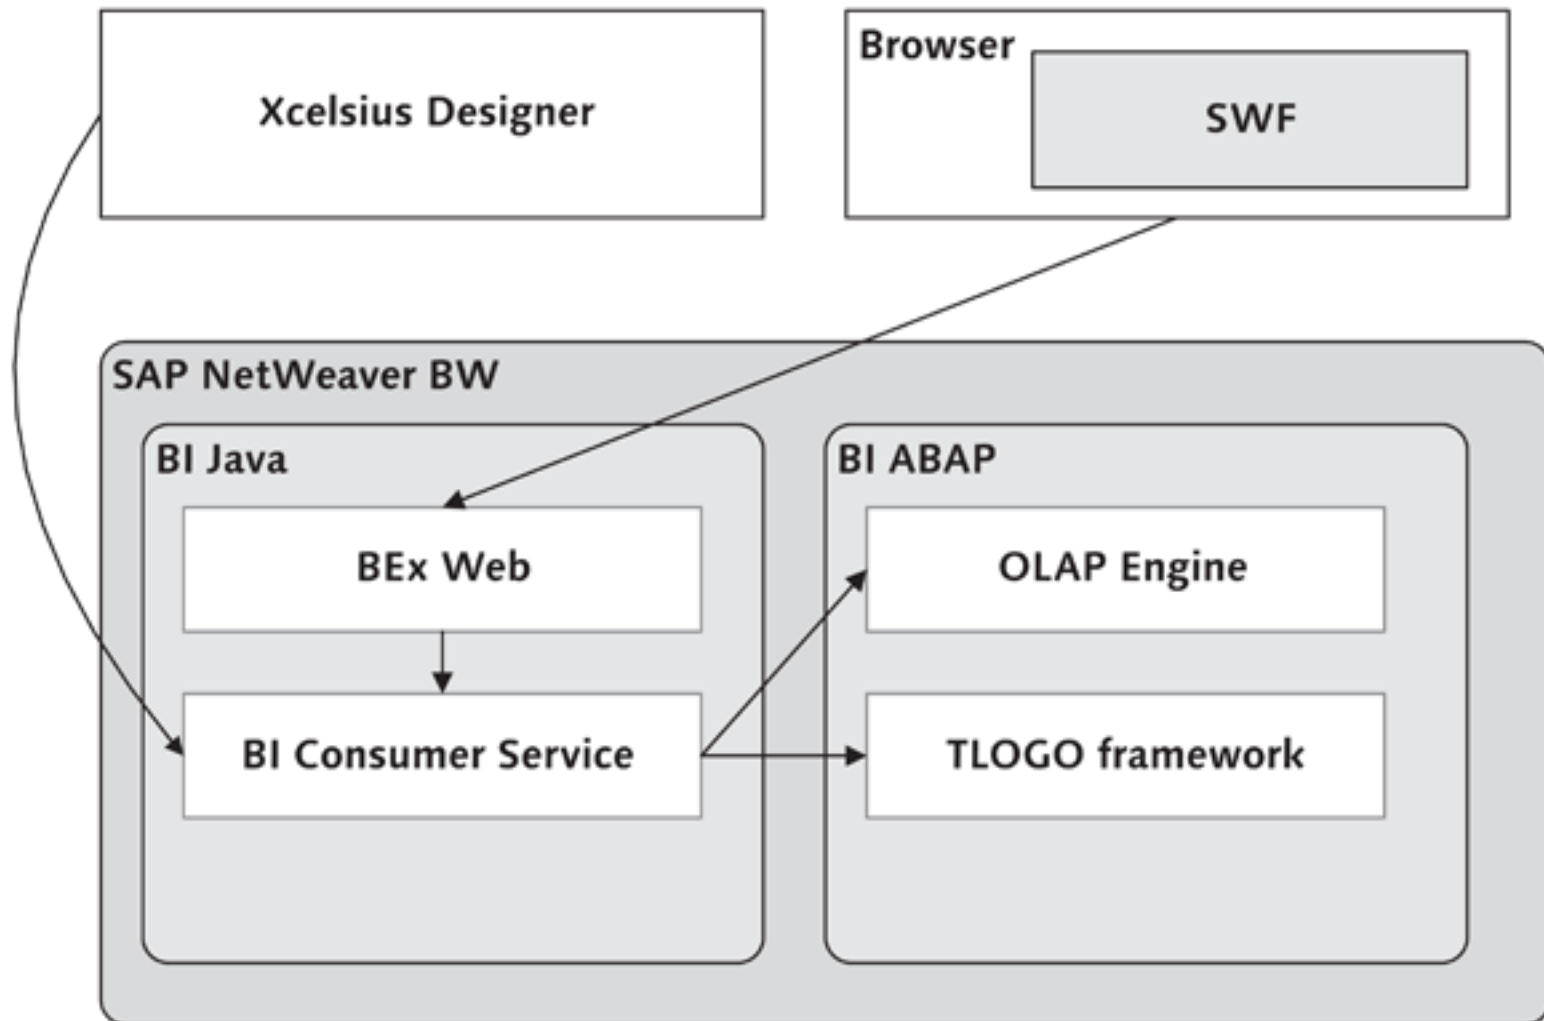 Xcelsius Designer
Browser
SWF
SAP NetWeaver BW
BI Java
BI ABAP
BEx Web
OLAP Engine
BI Consumer Service
TLOGO framework